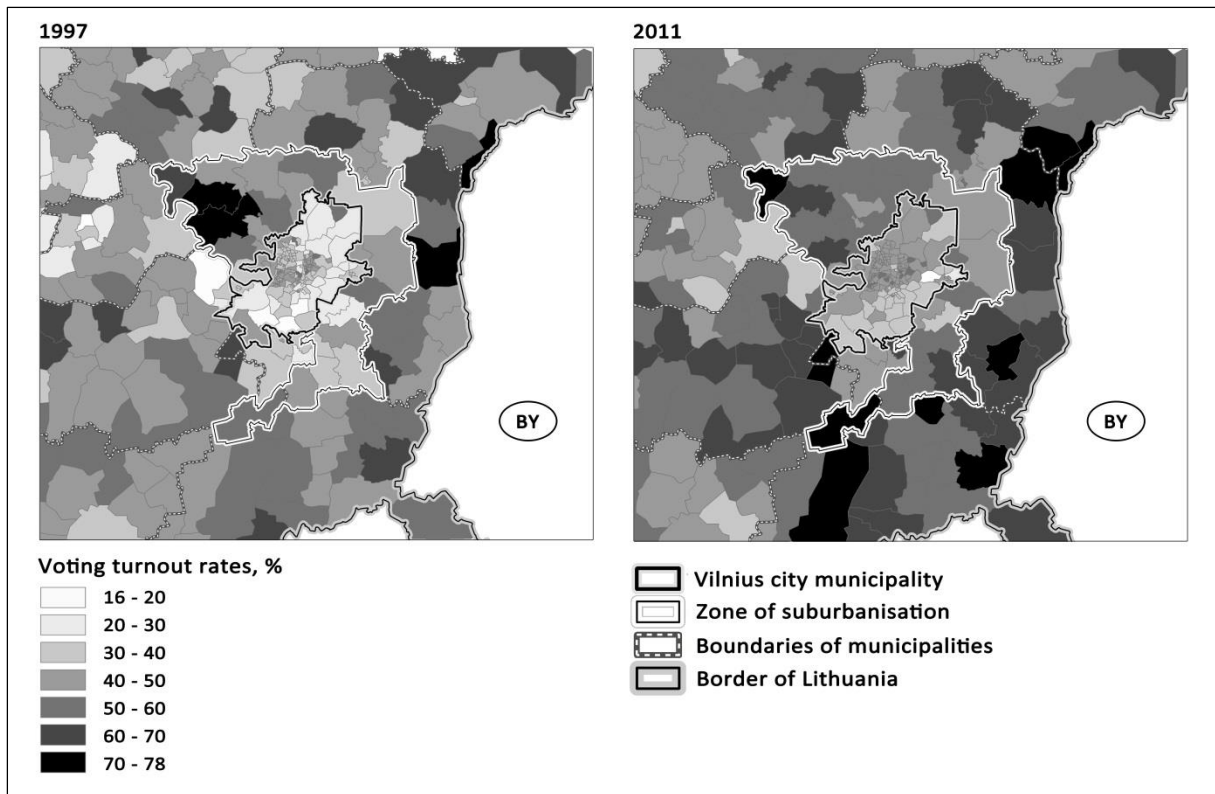 1997
2011
BY
BY
Voting turnout rates, %
16 - 20
20 - 30
30 - 40
40 - 50
50 - 60
60 - 70
70 - 78
Vilnius city municipality
Zone of suburbanisation
Boundaries of municipalities
Border of Lithuania